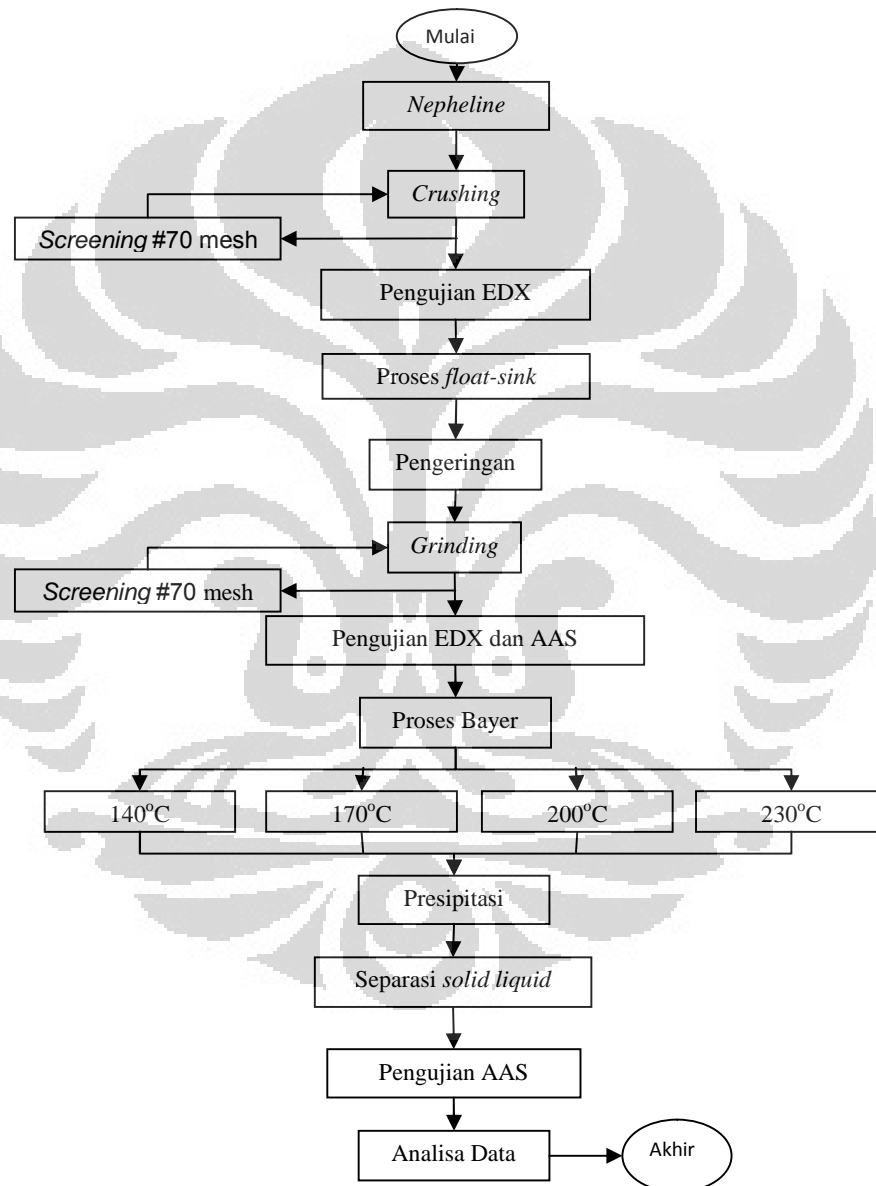 Mulai
Nepheline
Crushing
Screening #70 mesh
Pengujian EDX
Proses float-sink
Pengeringan
Grinding
Screening #70 mesh
Pengujian EDX dan AAS
Proses Bayer
140°C
170°C
200°C
230°C
Presipitasi
Separasi solid liquid
Pengujian AAS
Analisa Data
Akhir